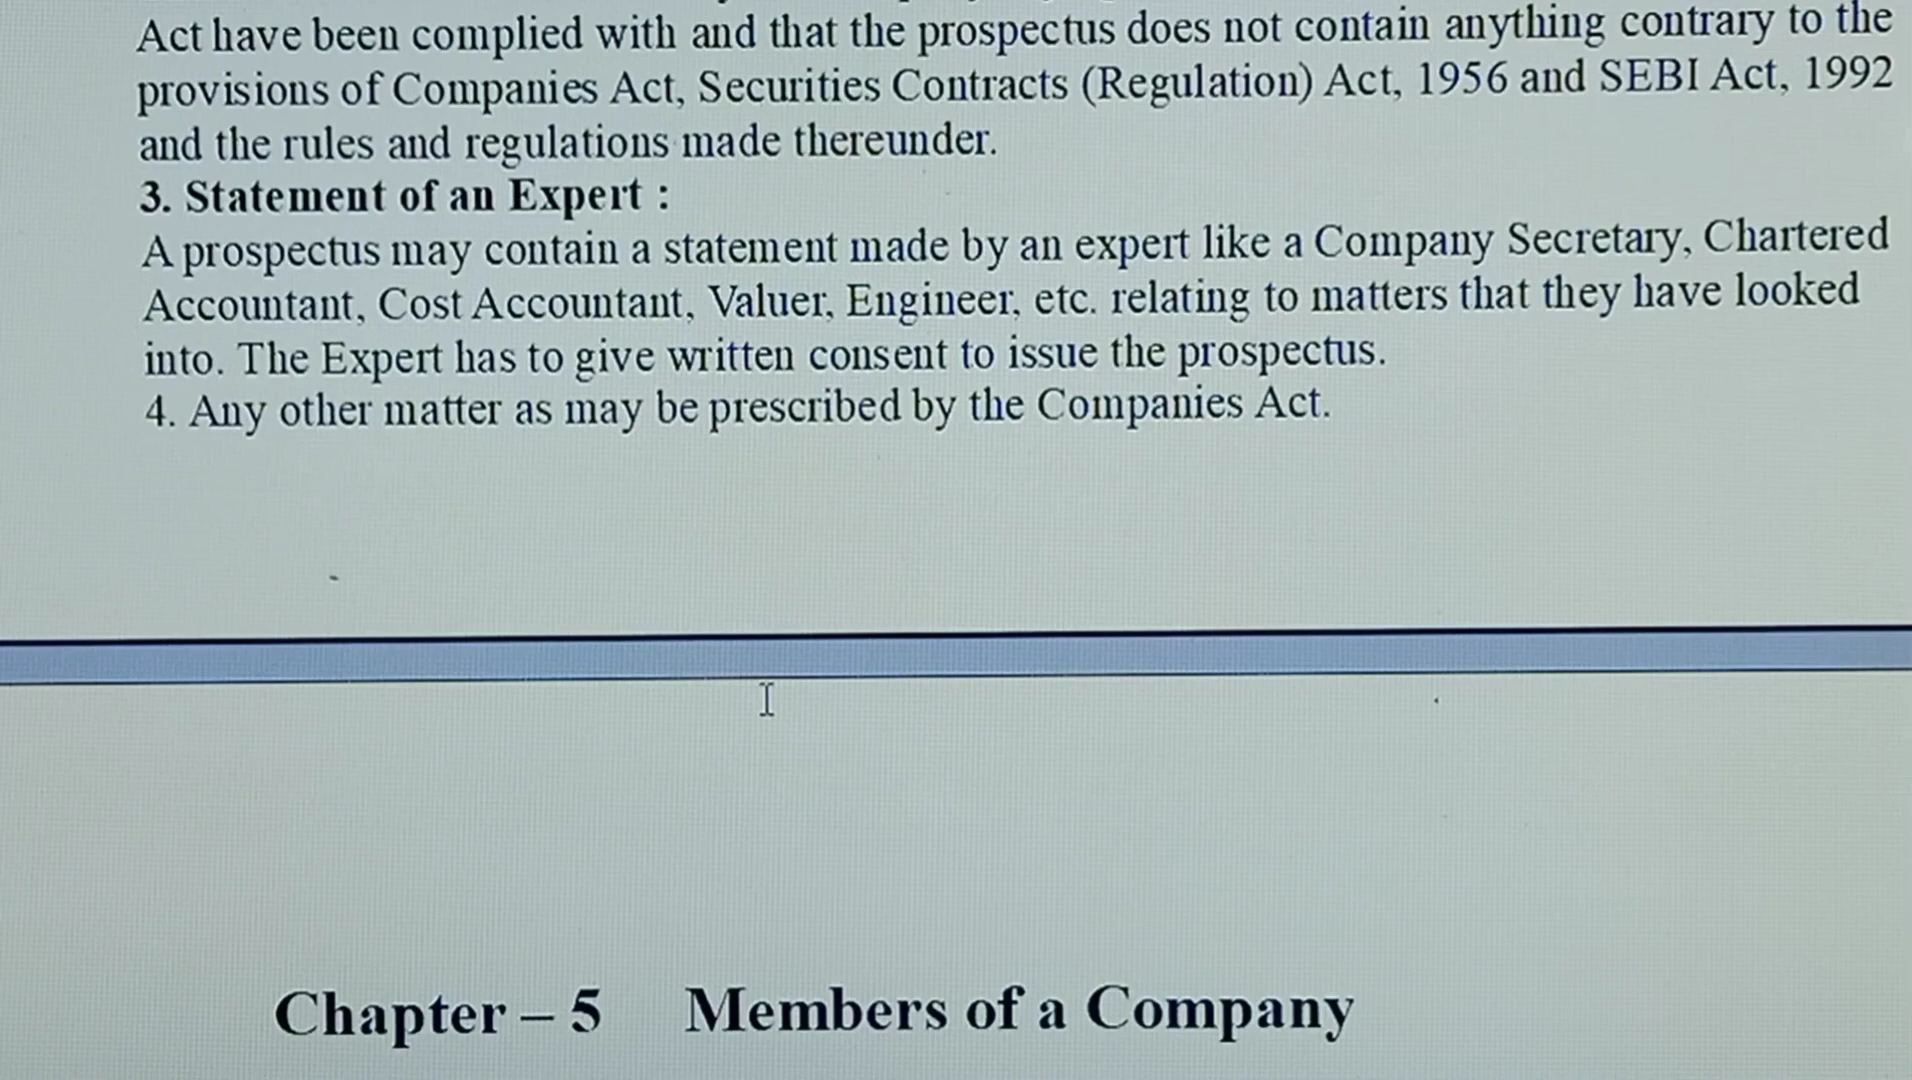 Act have been complied with and that the prospectus does not contain anything contrary to the
provisions of Companies Act, Securities Contracts (Regulation) Act, 1956 and SEBI Act, 1992
and the rules and regulations made thereunder.
3. Statement of an Expert :
A prospectus may contain a statement made by an expert like a Company Secretary, Chartered
Accountant, Cost Accountant, Valuer, Engineer, etc. relating to matters that they have looked
into. The Expert has to give written consent to issue the prospectus.
4. Any other matter as may be prescribed by the Companies Act.
Chapter – 5 Members of a Company